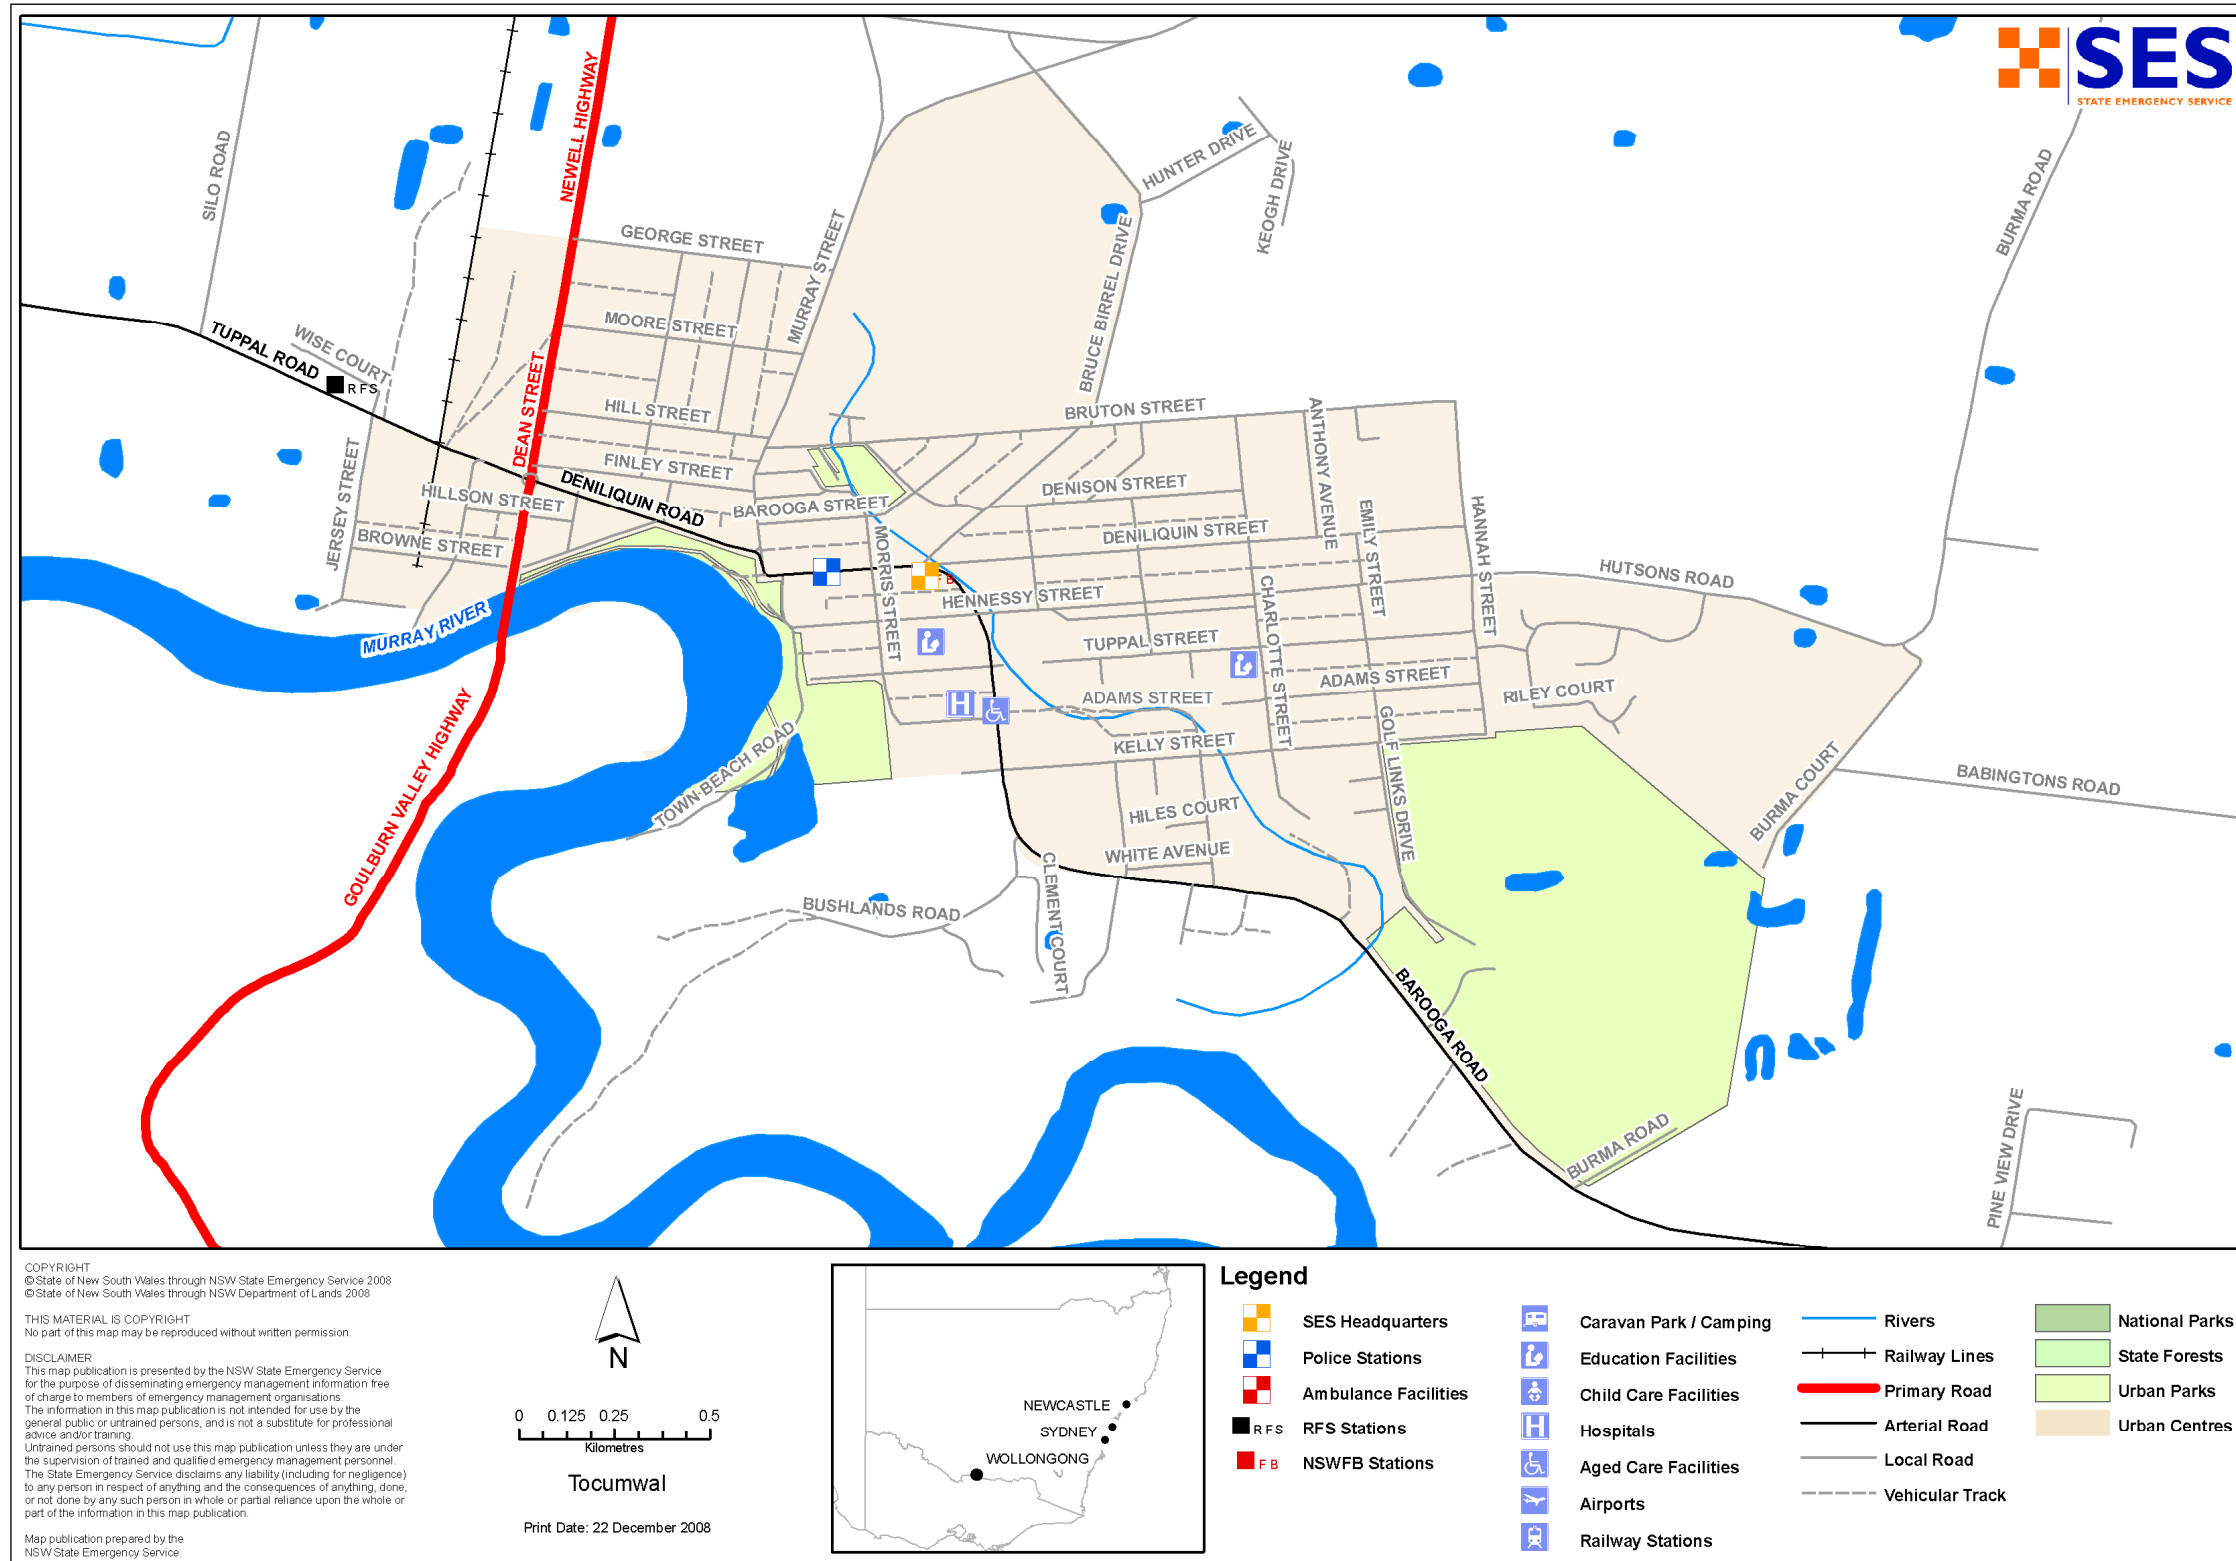 SES
STATE EMERGENCY SERVICE
NEWELL HIGHWAY
SILO ROAD
GEORGE STREET
MURRAY STREET
HUNTER DRIVE
KEOGH DRIVE
BURMA ROAD
BRUCE BIRREL DRIVE
MOORE STREET
TUPPAL ROAD
WISE COURT
RFS
DEAN STREET
HILL STREET
BRUTON STREET
ANTHONY AVENUE
FINLEY STREET
DENILIQUIN ROAD
HILLSON STREET
JERSEY STREET
BROWNE STREET
BAROOGA STREET
DENISON STREET
DENILIQUIN STREET
EMILY STREET
HANNAH STREET
MORRIS STREET
FB
HENNESSY STREET
CHARLOTTE STREET
HUTSONS ROAD
MURRAY RIVER
TUPPAL STREET
ADAMS STREET
ADAMS STREET
RILEY COURT
H
GOULBURN VALLEY HIGHWAY
TOWN BEACH ROAD
KELLY STREET
GOLF LINKS DRIVE
BURMA COURT
BABINGTONS ROAD
HILES COURT
WHITE AVENUE
CLEMENT COURT
BUSHLANDS ROAD
BAROOGA ROAD
BURMA ROAD
PINE VIEW DRIVE
COPYRIGHT
© State of New South Wales through NSW State Emergency Service 2008
© State of New South Wales through NSW Department of Lands 2008
THIS MATERIAL IS COPYRIGHT
No part of this map may be reproduced without written permission.
DISCLAIMER
This map publication is presented by the NSW State Emergency Service
for the purpose of disseminating emergency management information free
of charge to members of emergency management organisations.
The information in this map publication is not intended for use by the
general public or untrained persons, and is not a substitute for professional
advice and/or training.
Untrained persons should not use this map publication unless they are under
the supervision of trained and qualified emergency management personnel.
The State Emergency Service disclaims any liability (including for negligence)
to any person in respect of anything and the consequences of anything, done,
or not done by any such person in whole or partial reliance upon the whole or
part of the information in this map publication.
Map publication prepared by the
NSW State Emergency Service.
N
0 0.125 0.25 0.5
Kilometres
Tocumwal
Print Date: 22 December 2008
NEWCASTLE
SYDNEY
WOLLONGONG
Legend
SES Headquarters
Police Stations
Ambulance Facilities
RFS RFS Stations
FB NSWFB Stations
Caravan Park / Camping
Education Facilities
Child Care Facilities
H Hospitals
Aged Care Facilities
Airports
Railway Stations
Rivers
Railway Lines
Primary Road
Arterial Road
Local Road
Vehicular Track
National Parks
State Forests
Urban Parks
Urban Centres